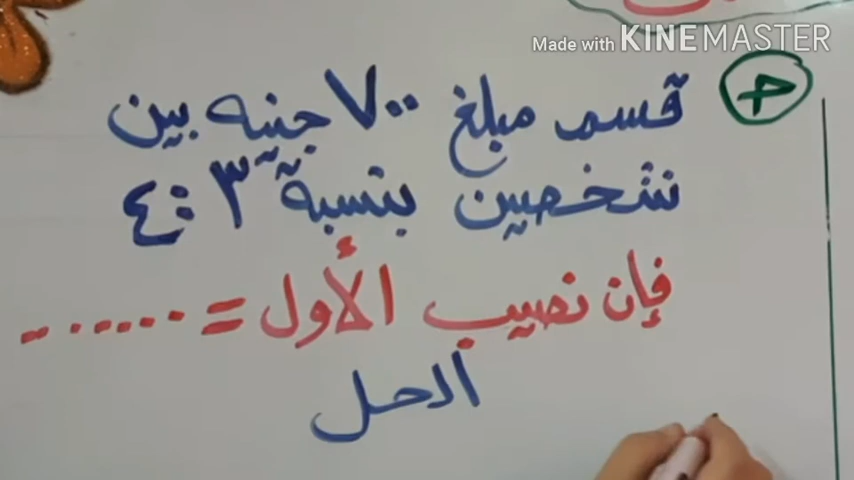 Made with KINEMASTER
ح قسم مبلغ ٧٠٠ جنيه بين
شخصين بنسبة ٣ : ٤
فإن نصيب الأول = ........
الحل